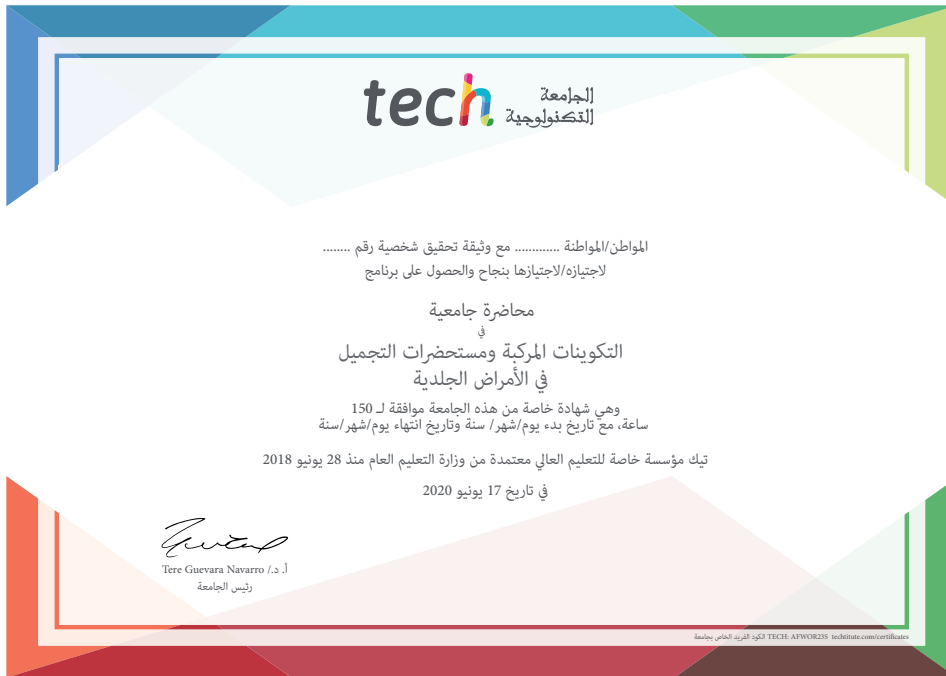 tech الجامعة
التكنولوجية
المواطن/المواطنة ............ مع وثيقة تحقيق شخصية رقم ........
لاجتيازه/لاجتيازها بنجاح والحصول على برنامج
محاضرة جامعية
في
التكوينات المركبة ومستحضرات التجميل
في الأمراض الجلدية
وهي شهادة خاصة من هذه الجامعة موافقة لـ 150
ساعة، مع تاريخ بدء يوم/شهر/ سنة وتاريخ انتهاء يوم/شهر/سنة
تيك مؤسسة خاصة للتعليم العالي معتمدة من وزارة التعليم العام منذ 28 يونيو 2018
في تاريخ 17 يونيو 2020
أ. د./ Tere Guevara Navarro
رئيس الجامعة
الكود الفريد الخاص بجامعة TECH: AFWOR235 techtitute.com/certificates